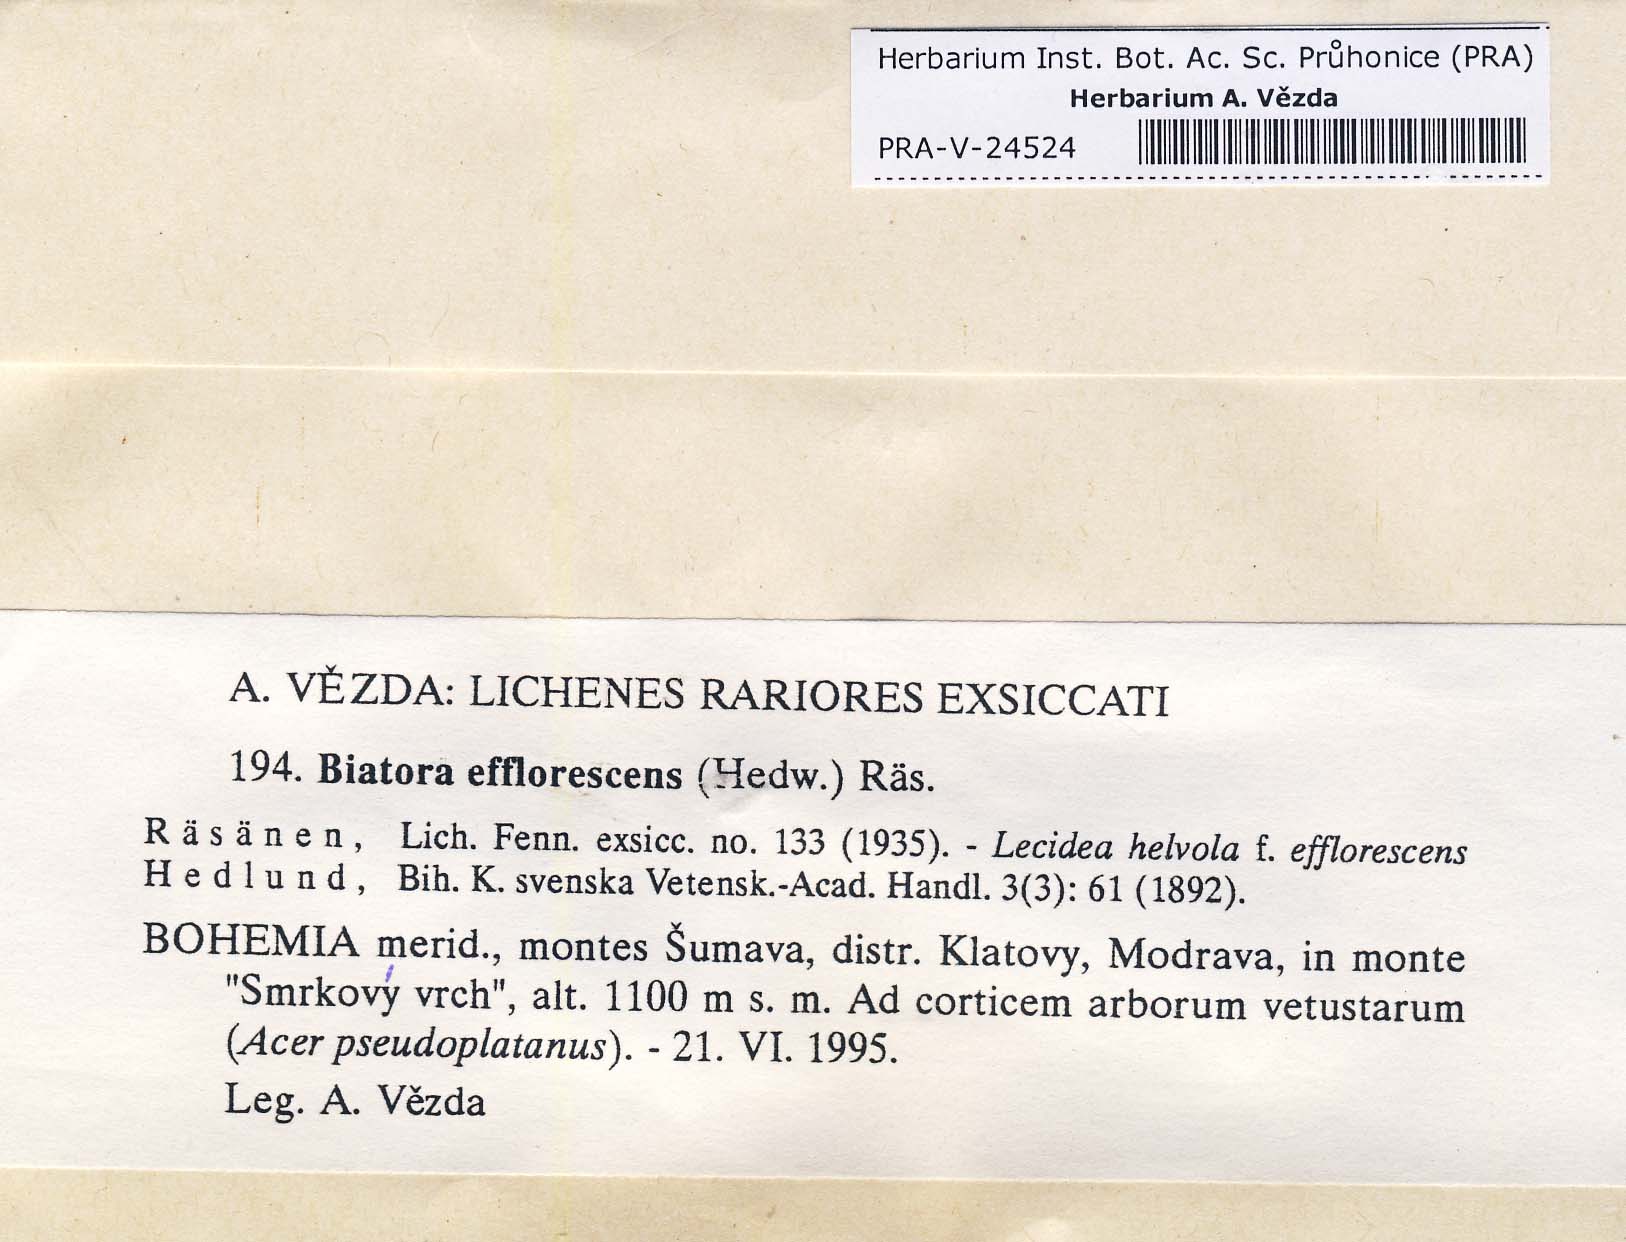 Herbarium Inst. Bot. Ac. Sc. Průhonice (PRA)
Herbarium A. Vězda
PRA-V-24524
A. VĚZDA: LICHENES RARIORES EXSICCATI
194. Biatora efflorescens (Hedw.) Räs.
Räsänen, Lich. Fenn. exsicc. no. 133 (1935). - Lecidea helvola f. efflorescens
Hedlund, Bih. K. svenska Vetensk.-Acad. Handl. 3(3): 61 (1892).
BOHEMIA merid., montes Šumava, distr. Klatovy, Modrava, in monte
"Smrkový vrch", alt. 1100 m s. m. Ad corticem arborum vetustarum
(Acer pseudoplatanus). - 21. VI. 1995.
Leg. A. Vězda